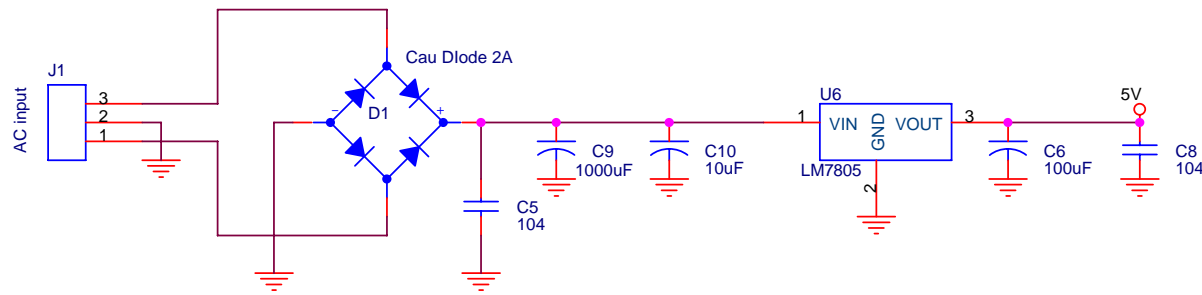 J1
AC input
3
2
1
Cau DIode 2A
-
D1
+
C5
104
C9
1000uF
C10
10uF
U6
1
VIN
GND
VOUT
3
LM7805
2
5V
C6
100uF
C8
104